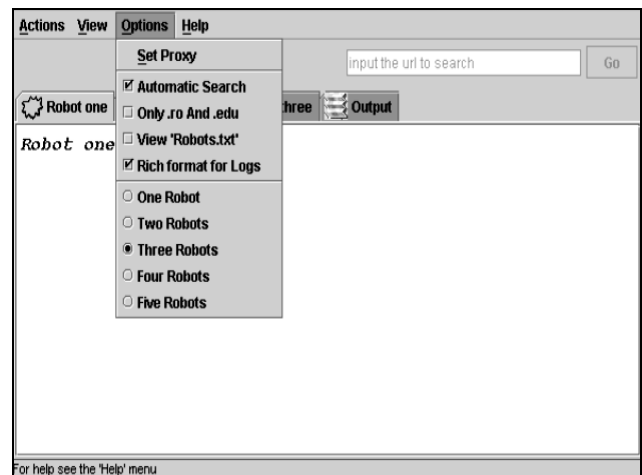 Actions View Options Help
Set Proxy
input the url to search Go
Automatic Search
Robot one three Output
Only .ro And .edu
Robot one
View 'Robots.txt'
Rich format for Logs
One Robot
Two Robots
Three Robots
Four Robots
Five Robots
For help see the 'Help' menu